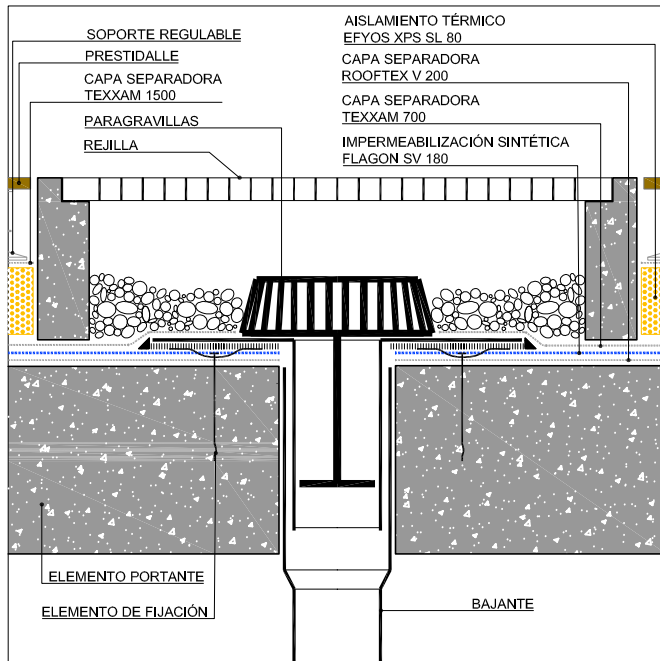 SOPORTE REGULABLE
PRESTIDALLE
CAPA SEPARADORA
TEXXAM 1500
PARAGRAVILLAS
REJILLA
AISLAMIENTO TÉRMICO
EFYOS XPS SL 80
CAPA SEPARADORA
ROOFTEX V 200
CAPA SEPARADORA
TEXXAM 700
IMPERMEABILIZACIÓN SINTÉTICA
FLAGON SV 180
ELEMENTO PORTANTE
ELEMENTO DE FIJACIÓN
BAJANTE